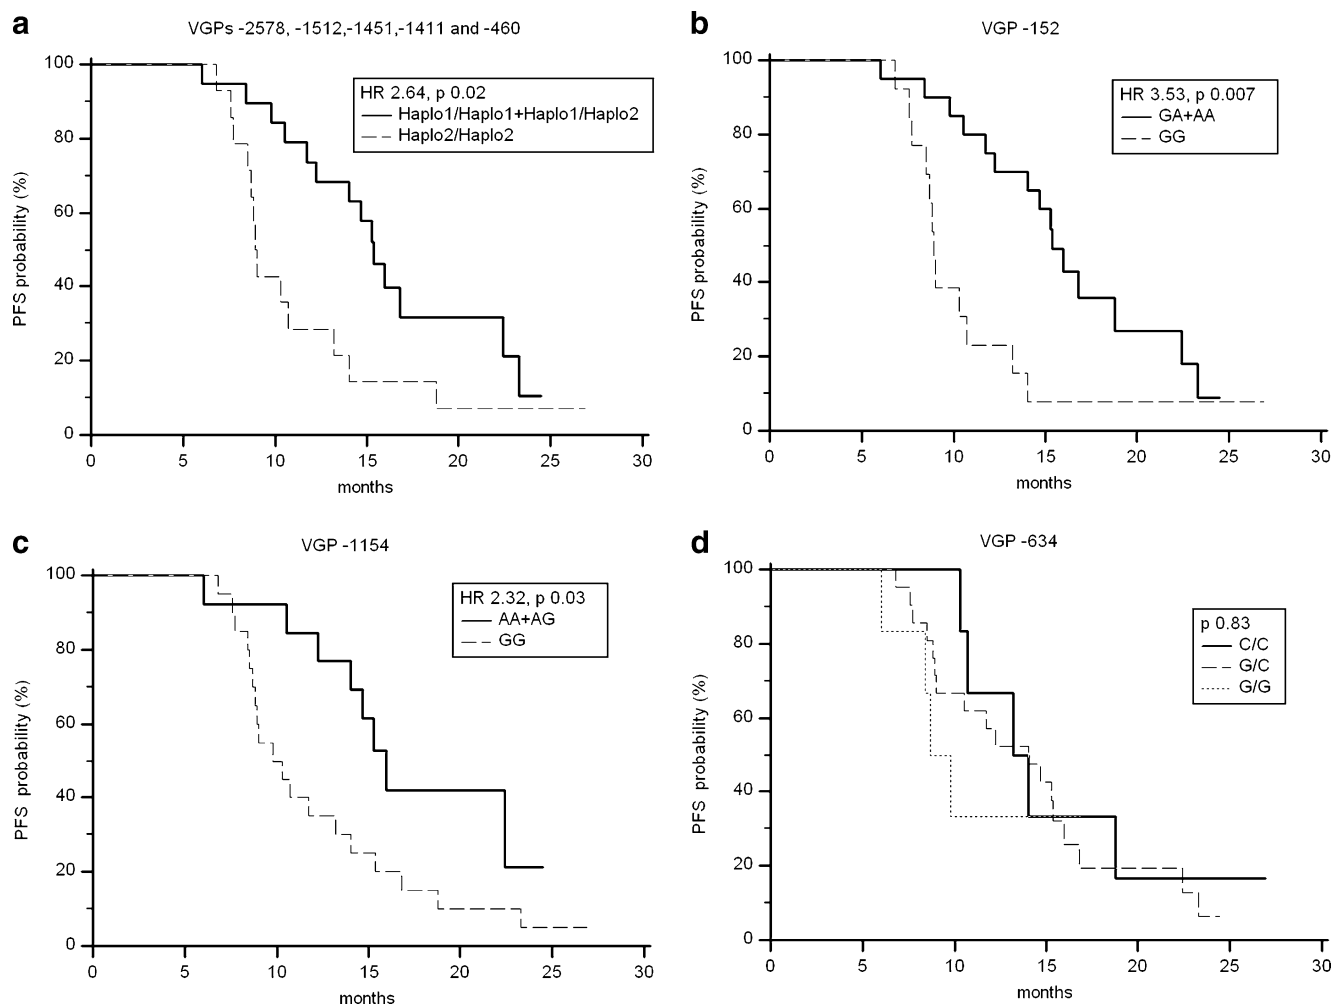 a
VGPs -2578, -1512,-1451,-1411 and -460
PFS probability (%)
100
80
60
40
20
0
HR 2.64, p 0.02
Haplo1/Haplo1+Haplo1/Haplo2
Haplo2/Haplo2
0 5 10 15 20 25 30
months
b
VGP -152
PFS probability (%)
100
80
60
40
20
0
HR 3.53, p 0.007
GA+AA
GG
0 5 10 15 20 25 30
months
c
VGP -1154
PFS probability (%)
100
80
60
40
20
0
HR 2.32, p 0.03
AA+AG
GG
0 5 10 15 20 25 30
months
d
VGP -634
PFS probability (%)
100
80
60
40
20
0
p 0.83
C/C
G/C
G/G
0 5 10 15 20 25 30
months